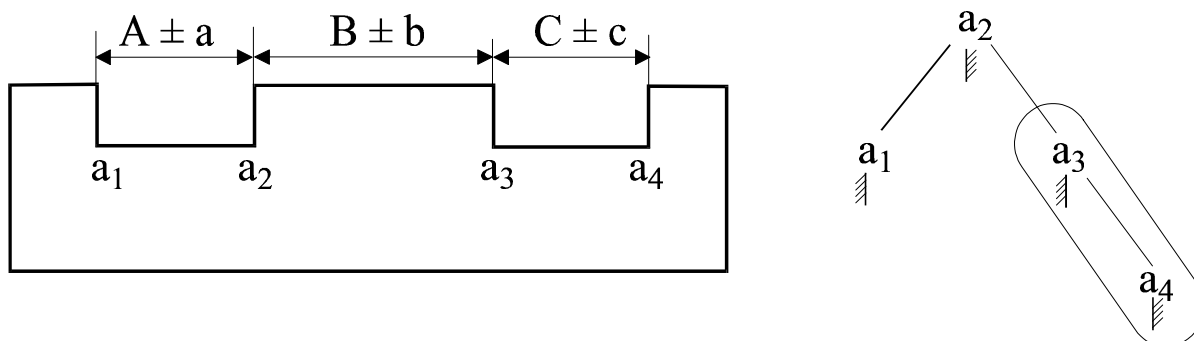 A ± a B ± b C ± c
a₁ a₂ a₃ a₄
a₂
a₁ a₃
a₄